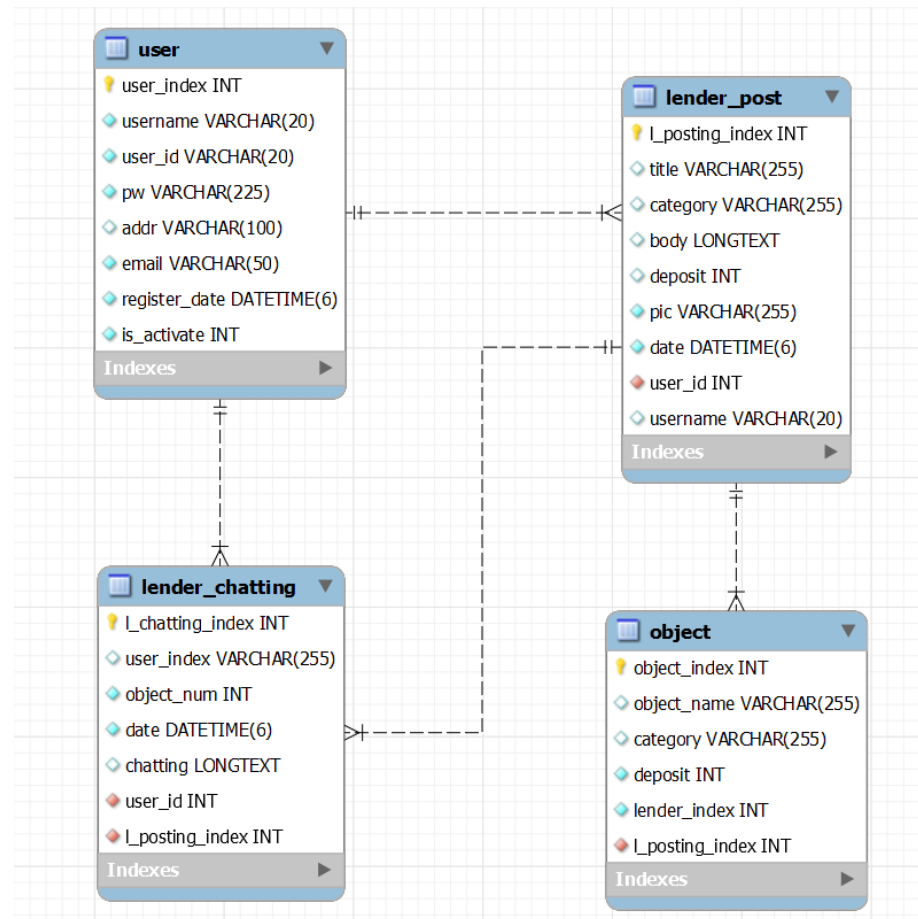 user
user_index INT
username VARCHAR(20)
user_id VARCHAR(20)
pw VARCHAR(225)
addr VARCHAR(100)
email VARCHAR(50)
register_date DATETIME(6)
is_activate INT
Indexes
lender_post
l_posting_index INT
title VARCHAR(255)
category VARCHAR(255)
body LONGTEXT
deposit INT
pic VARCHAR(255)
date DATETIME(6)
user_id INT
username VARCHAR(20)
Indexes
lender_chatting
l_chatting_index INT
user_index VARCHAR(255)
object_num INT
date DATETIME(6)
chatting LONGTEXT
user_id INT
l_posting_index INT
Indexes
object
object_index INT
object_name VARCHAR(255)
category VARCHAR(255)
deposit INT
lender_index INT
l_posting_index INT
Indexes